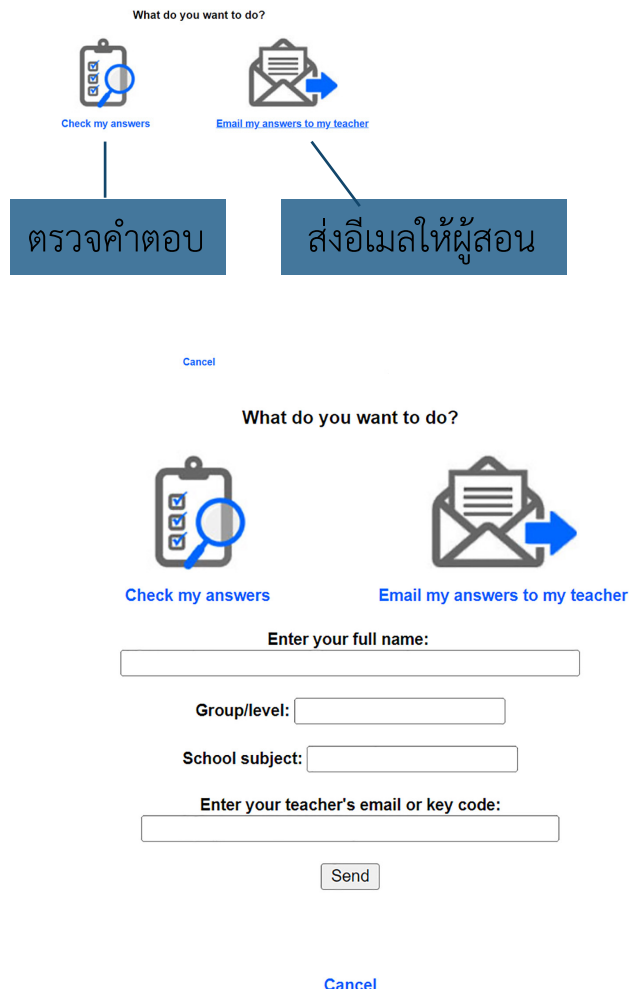 What do you want to do?
Check my answers
Email my answers to my teacher
ตรวจคำตอบ
ส่งอีเมลให้ผู้สอน
Cancel
What do you want to do?
Check my answers
Email my answers to my teacher
Enter your full name:
Group/level:
School subject:
Enter your teacher's email or key code:
Send
Cancel